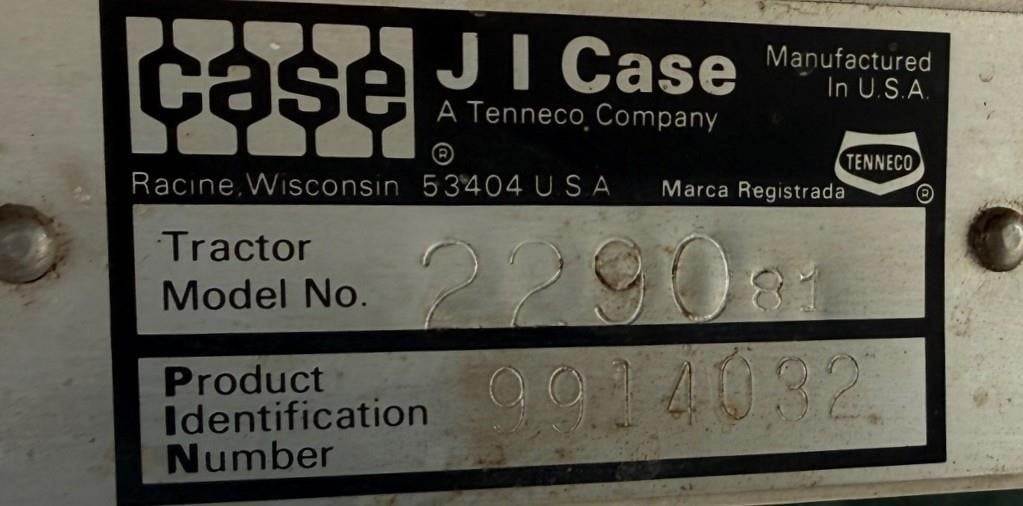 case
J I Case
A Tenneco Company
®
Manufactured
In U.S.A.
TENNECO
®
Racine, Wisconsin 53404 U S A
Marca Registrada
Tractor
Model No.
2290 81
Product
Identification
Number
9914032